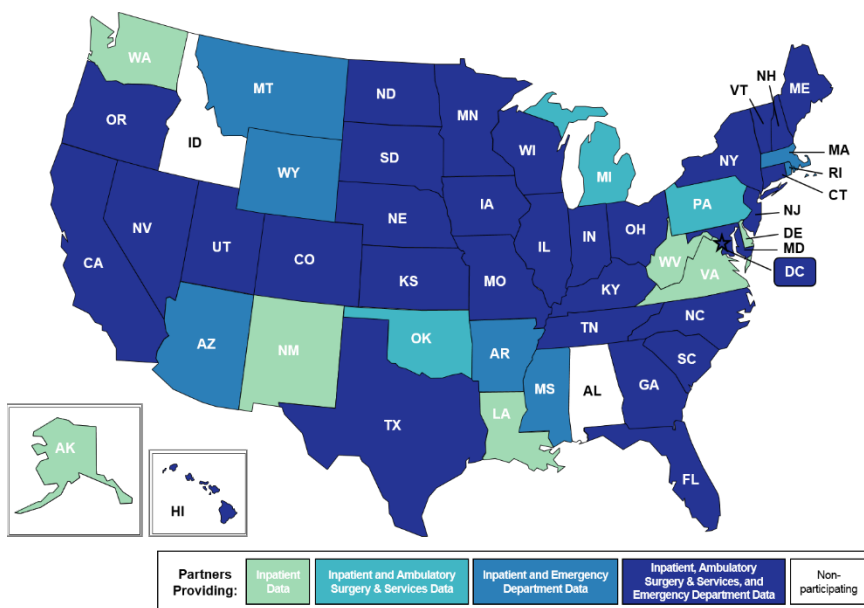 WA
MT
ND
MN
OR
ID
SD
WI
WY
MI
NY
VT
NH
ME
MA
RI
CT
NJ
DE
MD
DC
PA
NV
UT
CO
NE
IA
IL
IN
OH
WV
VA
CA
KS
MO
KY
NC
TN
SC
AZ
NM
OK
AR
MS
AL
GA
TX
LA
FL
AK
HI
Partners
Providing:
Inpatient
Data
Inpatient and Ambulatory
Surgery & Services Data
Inpatient and Emergency
Department Data
Inpatient, Ambulatory
Surgery & Services, and
Emergency Department Data
Non-
participating